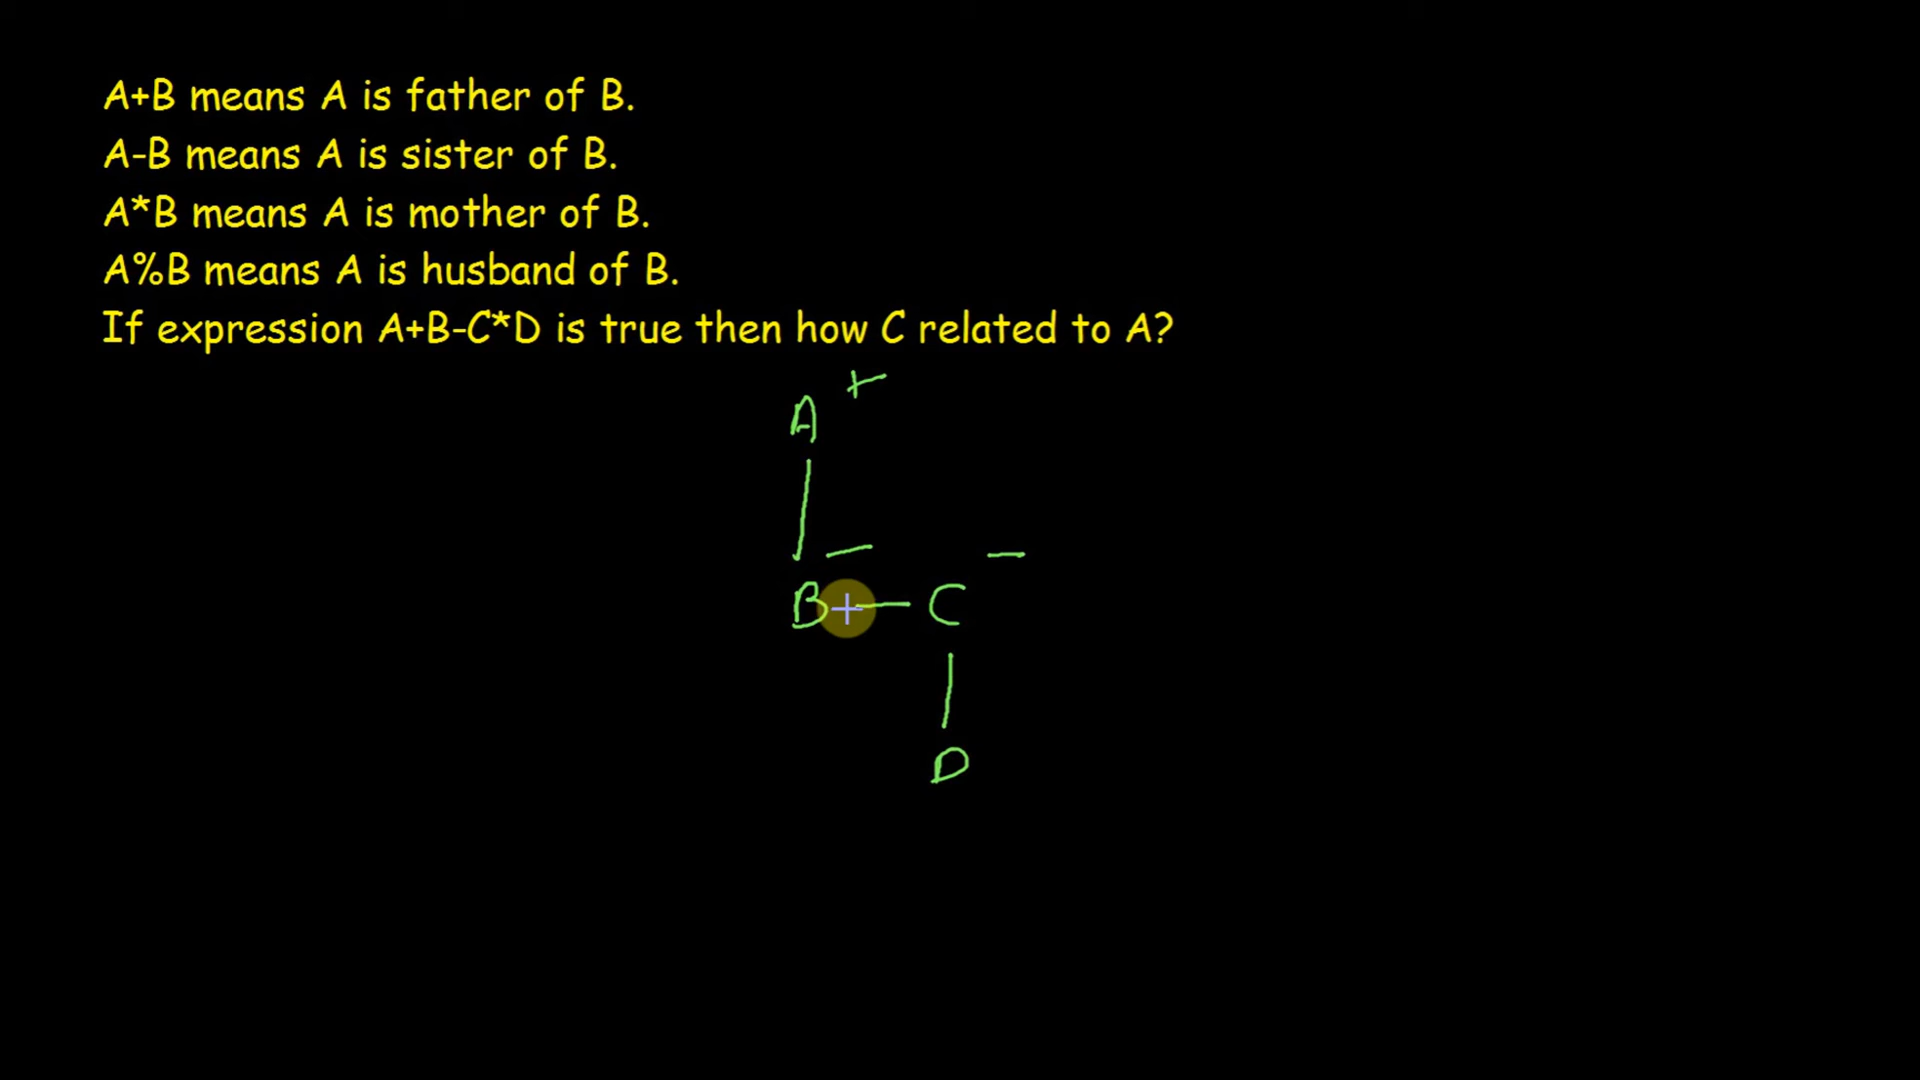 A+B means A is father of B.
A-B means A is sister of B.
A*B means A is mother of B.
A%B means A is husband of B.
If expression A+B-C*D is true then how C related to A?
A +
B - C -
D